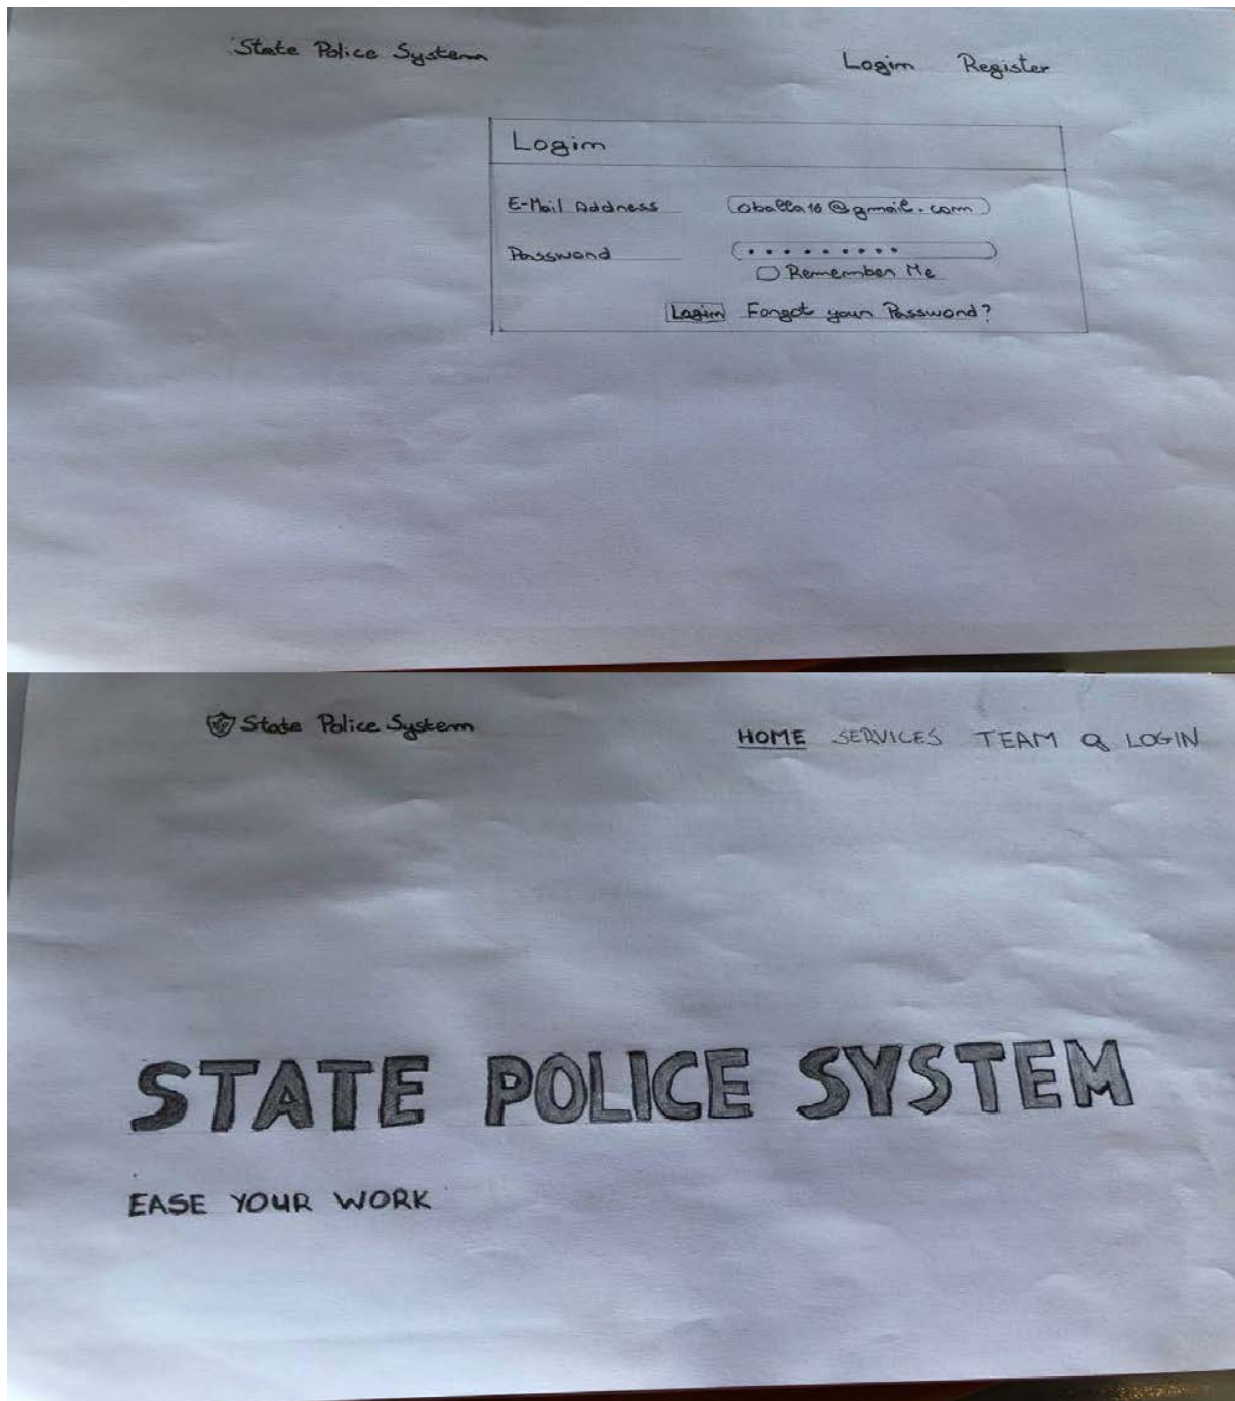 State Police System
Login Register
Login
E-Mail Address oballa16@gmail.com
Password
Remember Me
Login Forgot your Password?
State Police System
HOME SERVICES TEAM LOGIN
STATE POLICE SYSTEM
EASE YOUR WORK